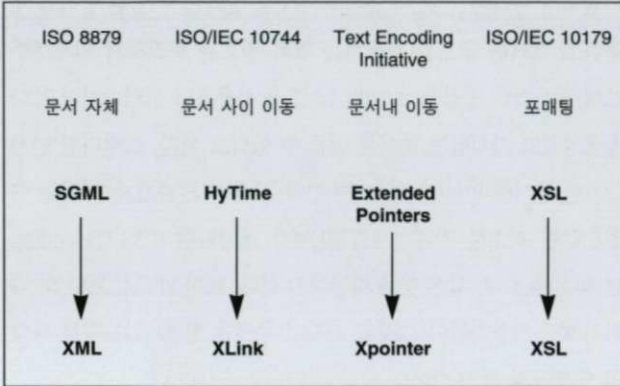 ISO 8879 ISO/IEC 10744 Text Encoding Initiative ISO/IEC 10179
문서 자체 문서 사이 이동 문서내 이동 포매팅
SGML HyTime Extended Pointers XSL
XML XLink Xpointer XSL